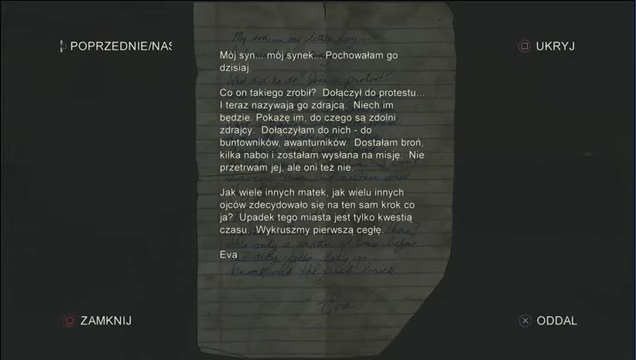 POPRZEDNIE/NAS
UKRYJ
Mój syn... mój synek... Pochowałam go
dzisiaj.
Co on takiego zrobił? Dołączył do protestu...
I teraz nazywają go zdrajcą. Niech im
będzie. Pokażę im, do czego są zdolni
zdrajcy. Dołączyłam do nich - do
buntowników, awanturników. Dostałam broń,
kilka naboi i zostałam wysłana na misję. Nie
przetrwam jej, ale oni też nie.
Jak wiele innych matek, jak wielu innych
ojców zdecydowało się na ten sam krok co
ja? Upadek tego miasta jest tylko kwestią
czasu. Wykruszmy pierwszą cegłę.
Eva
ZAMKNIJ
ODDAL